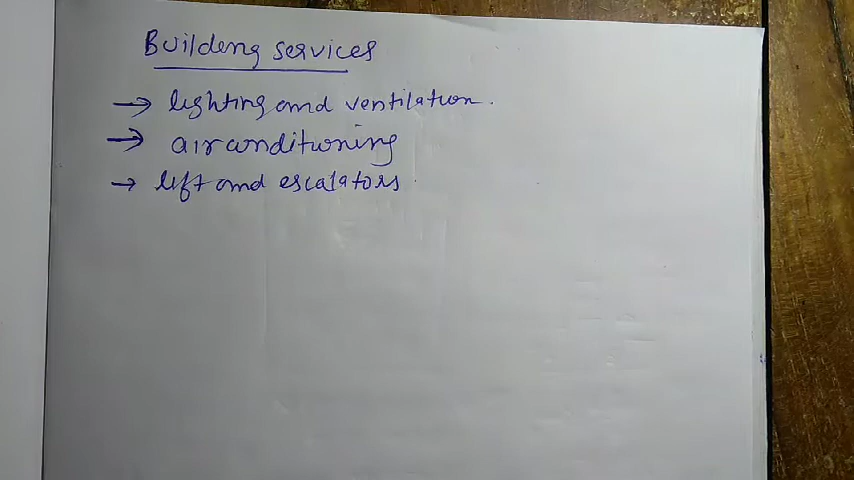 Building services
→ lighting and ventilation.
→ airconditioning
→ lift and escalators